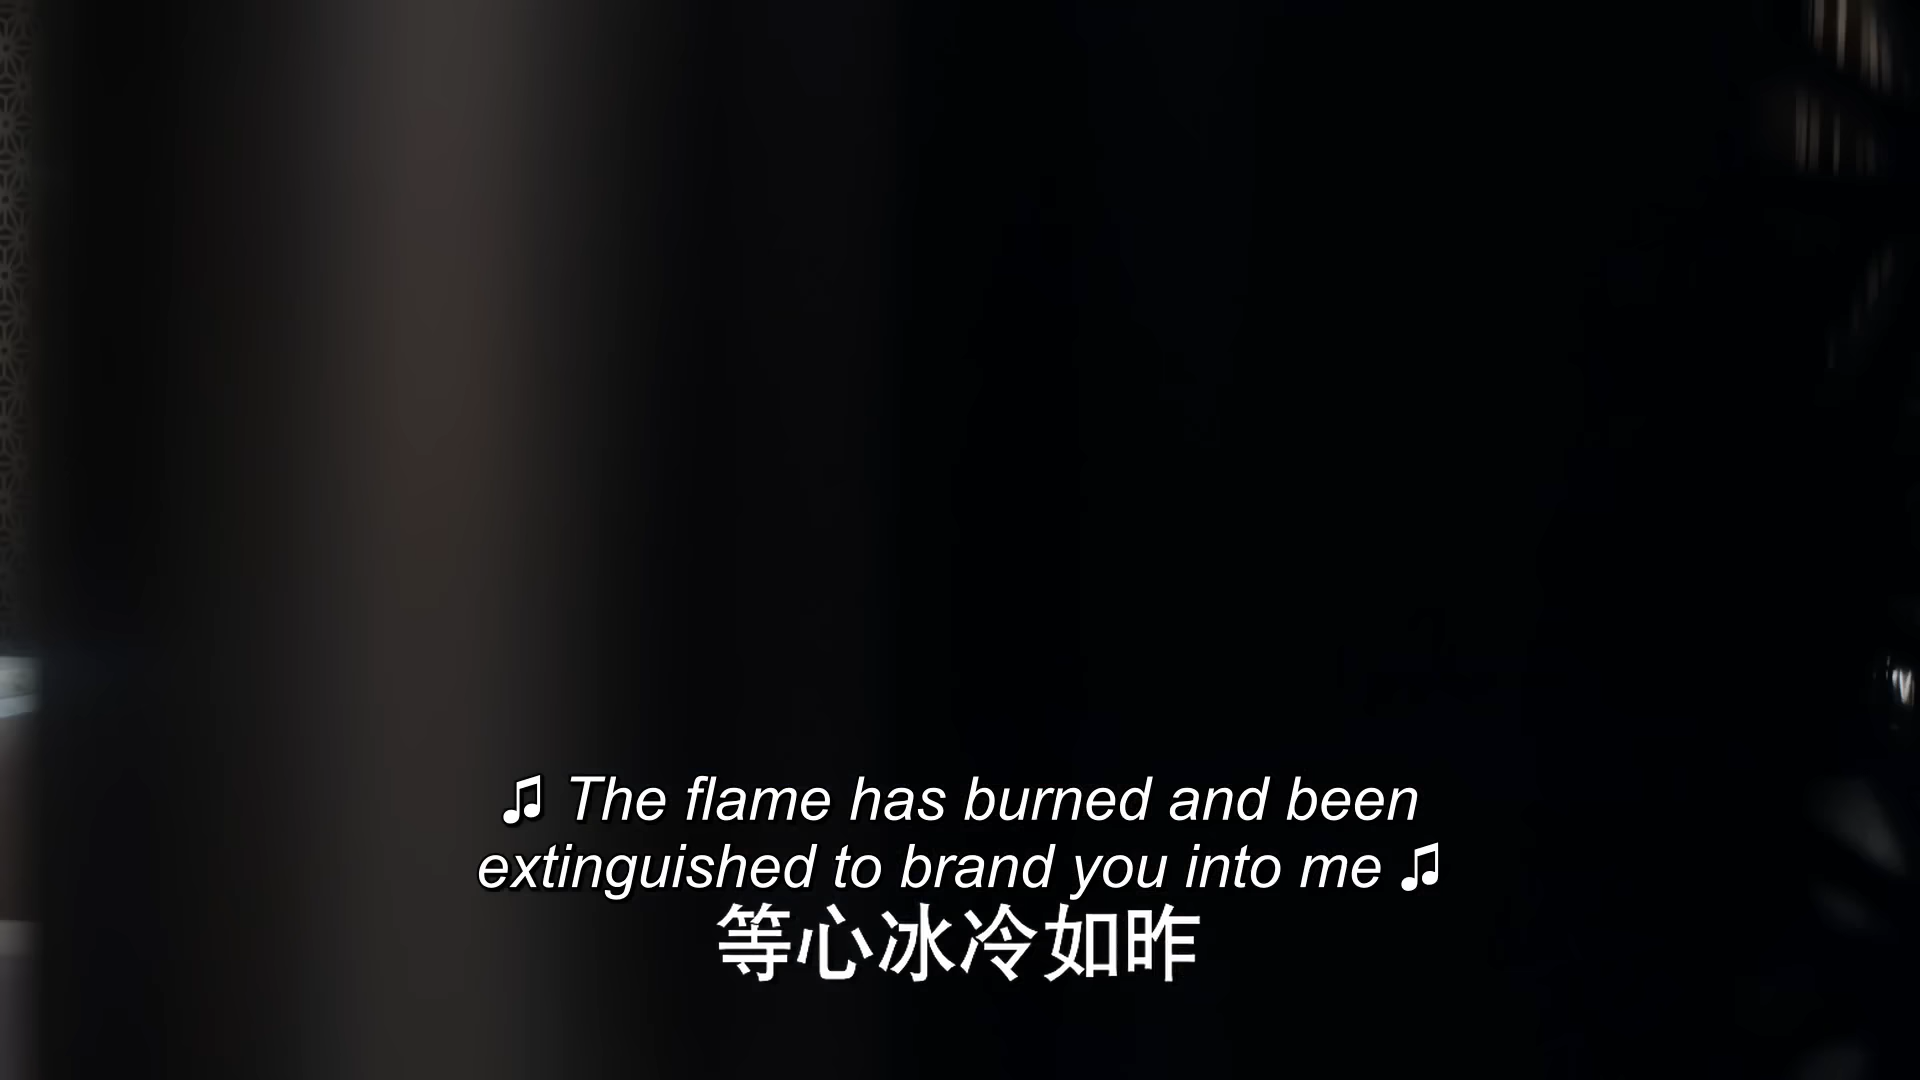 ♫ The flame has burned and been
extinguished to brand you into me ♫
等心冰冷如昨